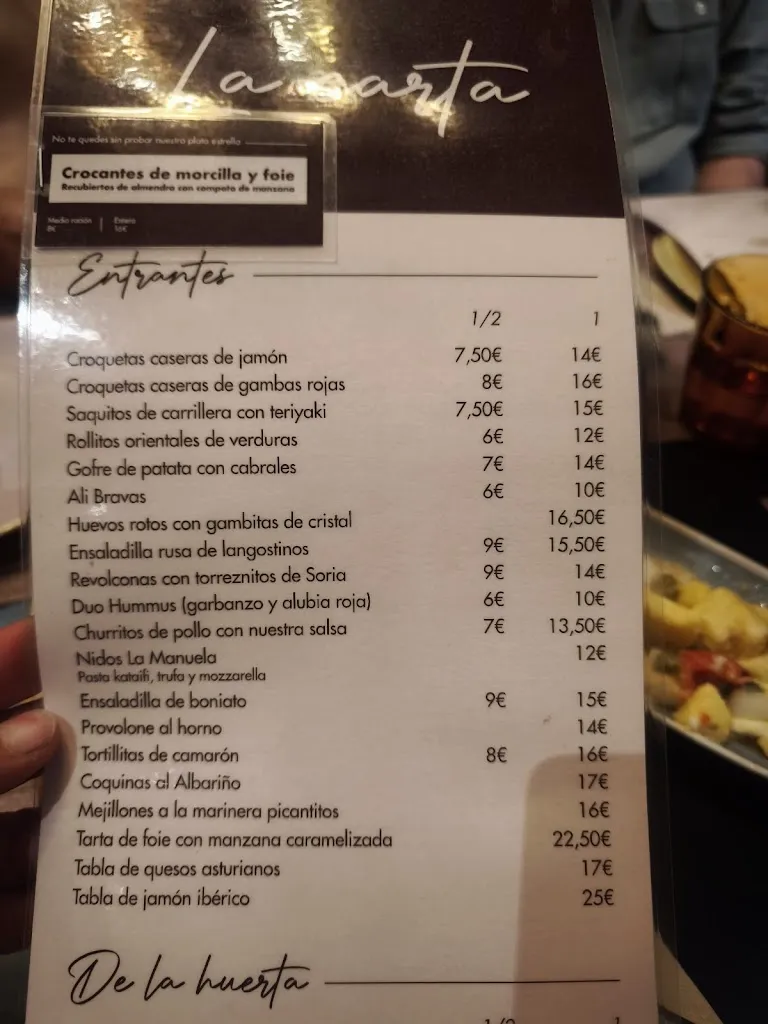 La carta
No te quedes sin probar nuestro plato estrella
Crocantes de morcilla y foie
Recubiertos de almendra con compota de manzana
Media ración | Entera
8€ 16€
Entrantes
1/2 1
Croquetas caseras de jamón 7,50€ 14€
Croquetas caseras de gambas rojas 8€ 16€
Saquitos de carrillera con teriyaki 7,50€ 15€
Rollitos orientales de verduras 6€ 12€
Gofre de patata con cabrales 7€ 14€
Ali Bravas 6€ 10€
Huevos rotos con gambitas de cristal 16,50€
Ensaladilla rusa de langostinos 9€ 15,50€
Revolconas con torreznitos de Soria 9€ 14€
Duo Hummus (garbanzo y alubia roja) 6€ 10€
Churritos de pollo con nuestra salsa 7€ 13,50€
Nidos La Manuela 12€
Pasta kataifi, trufa y mozzarella
Ensaladilla de boniato 9€ 15€
Provolone al horno 14€
Tortillitas de camarón 8€ 16€
Coquinas al Albariño 17€
Mejillones a la marinera picantitos 16€
Tarta de foie con manzana caramelizada 22,50€
Tabla de quesos asturianos 17€
Tabla de jamón ibérico 25€
De la huerta
1/2 1